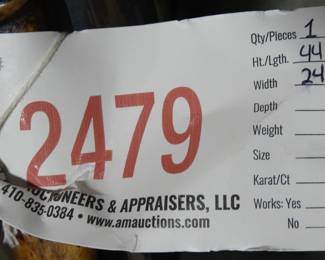 2479
AUCTIONEERS & APPRAISERS, LLC
410-835-0384 • www.amauctions.com
Qty/Pieces 1
Ht./Lgth. 44
Width 24
Depth
Weight
Size
Karat/Ct
Works: Yes
No